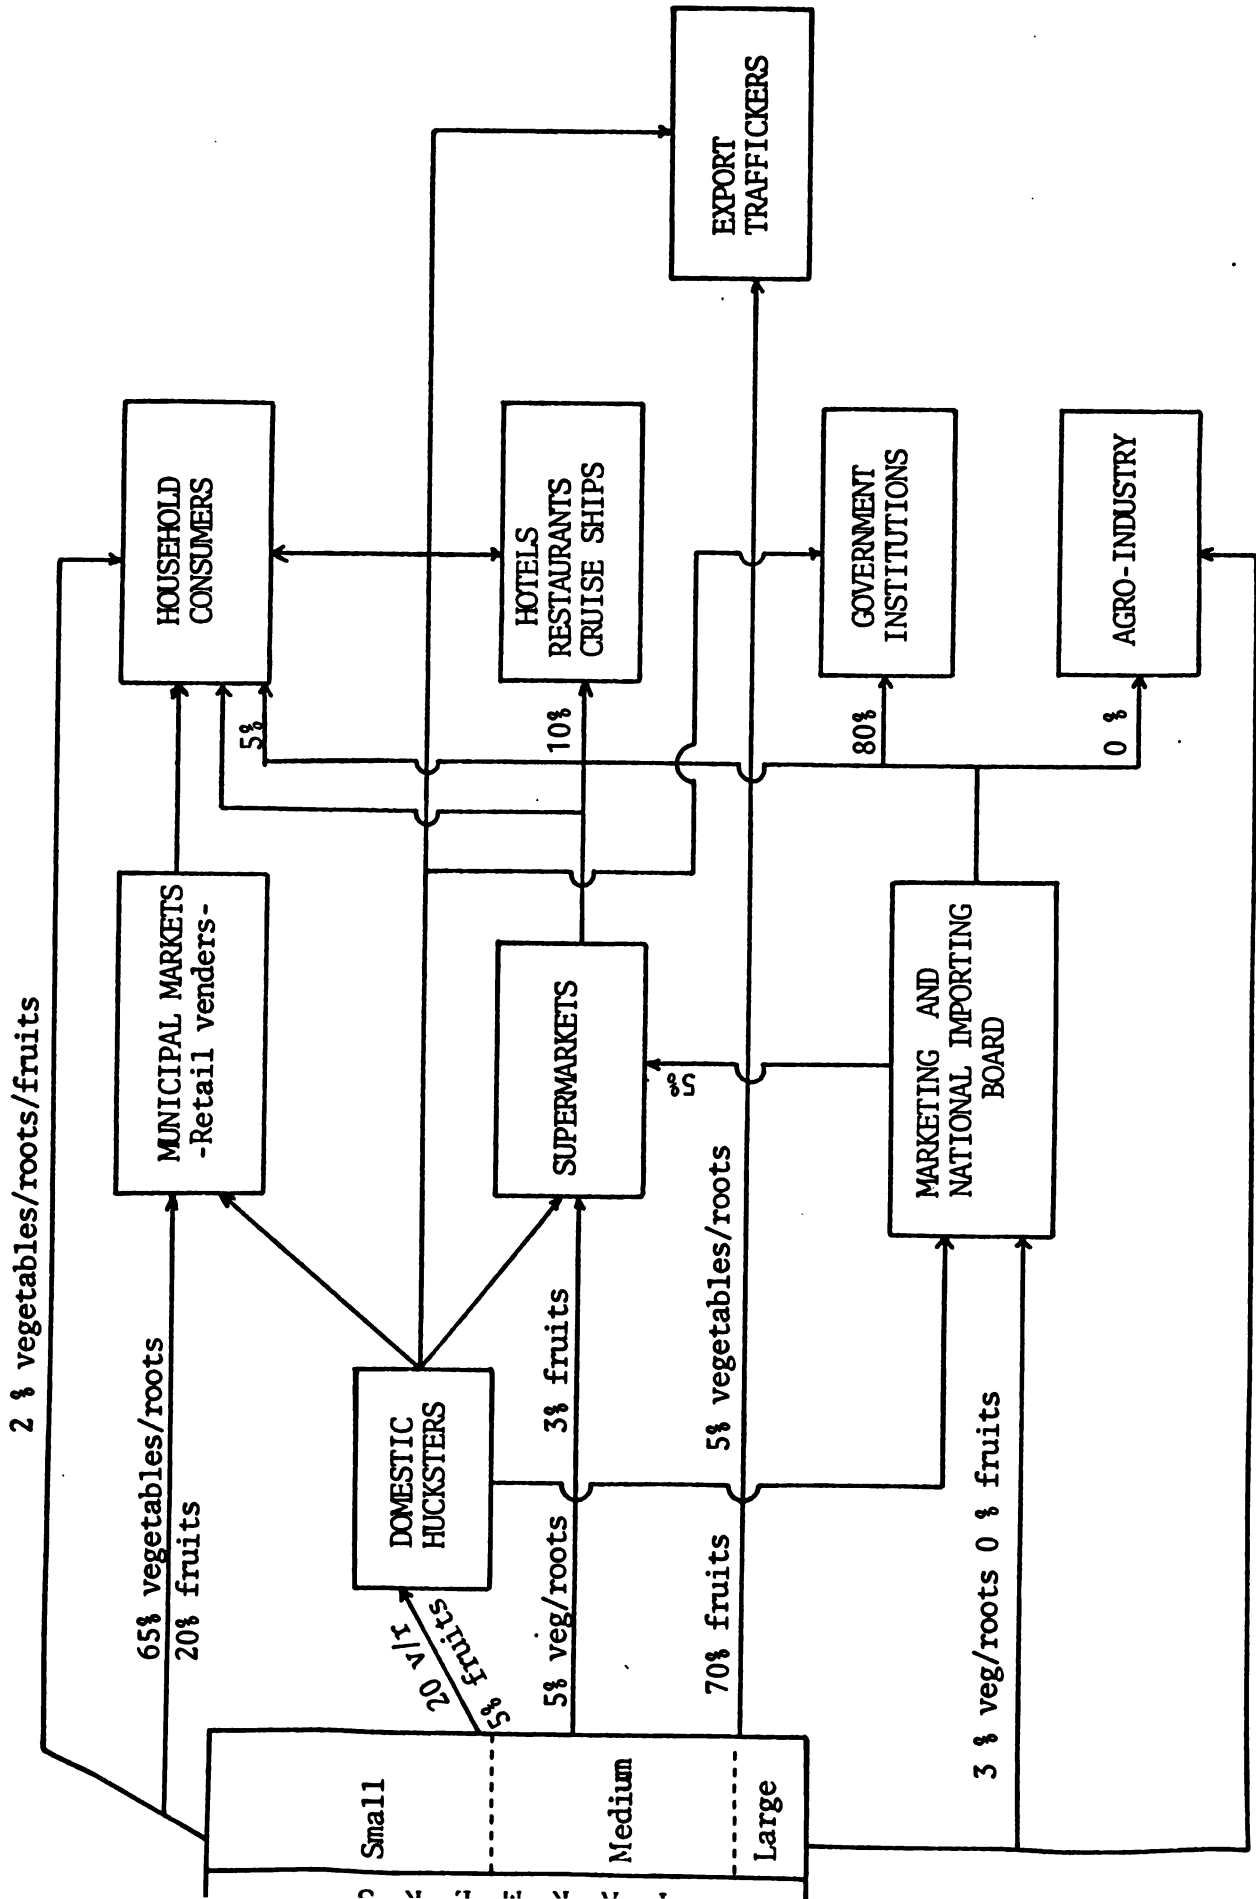 2 % vegetables/roots/fruits
65% vegetables/roots
20% fruits
MUNICIPAL MARKETS
-Retail venders-
HOUSEHOLD
CONSUMERS
5%
DOMESTIC
HUCKSTERS
20 v/r
5% fruits
Small
Medium
Large
5% veg/roots
3% fruits
SUPERMARKETS
5%
10%
HOTELS
RESTAURANTS
CRUISE SHIPS
70% fruits
5% vegetables/roots
EXPORT
TRAFFICKERS
MARKETING AND
NATIONAL IMPORTING
BOARD
80%
GOVERNMENT
INSTITUTIONS
3 % veg/roots 0 % fruits
0 %
AGRO-INDUSTRY